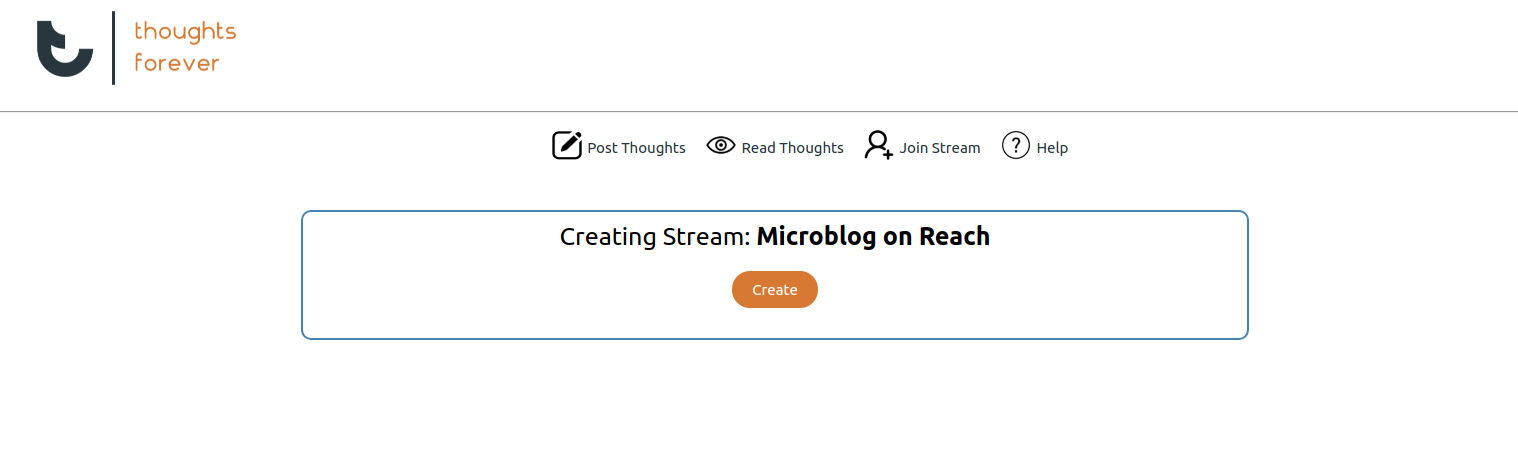 thoughts
forever
Post Thoughts Read Thoughts Join Stream ? Help
Creating Stream: Microblog on Reach
Create